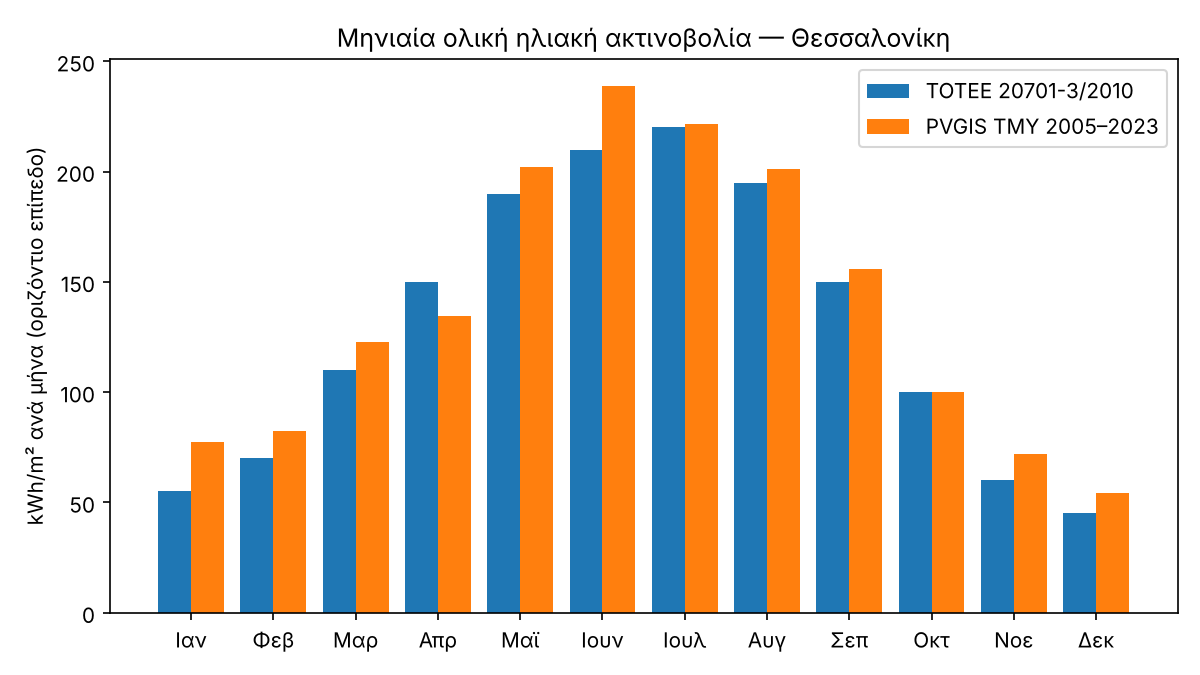 Μηνιαία ολική ηλιακή ακτινοβολία — Θεσσαλονίκη
kWh/m² ανά μήνα (οριζόντιο επίπεδο)
250
200
150
100
50
0
ΤΟΤΕΕ 20701-3/2010
PVGIS TMY 2005–2023
Ιαν Φεβ Μαρ Απρ Μαϊ Ιουν Ιουλ Αυγ Σεπ Οκτ Νοε Δεκ